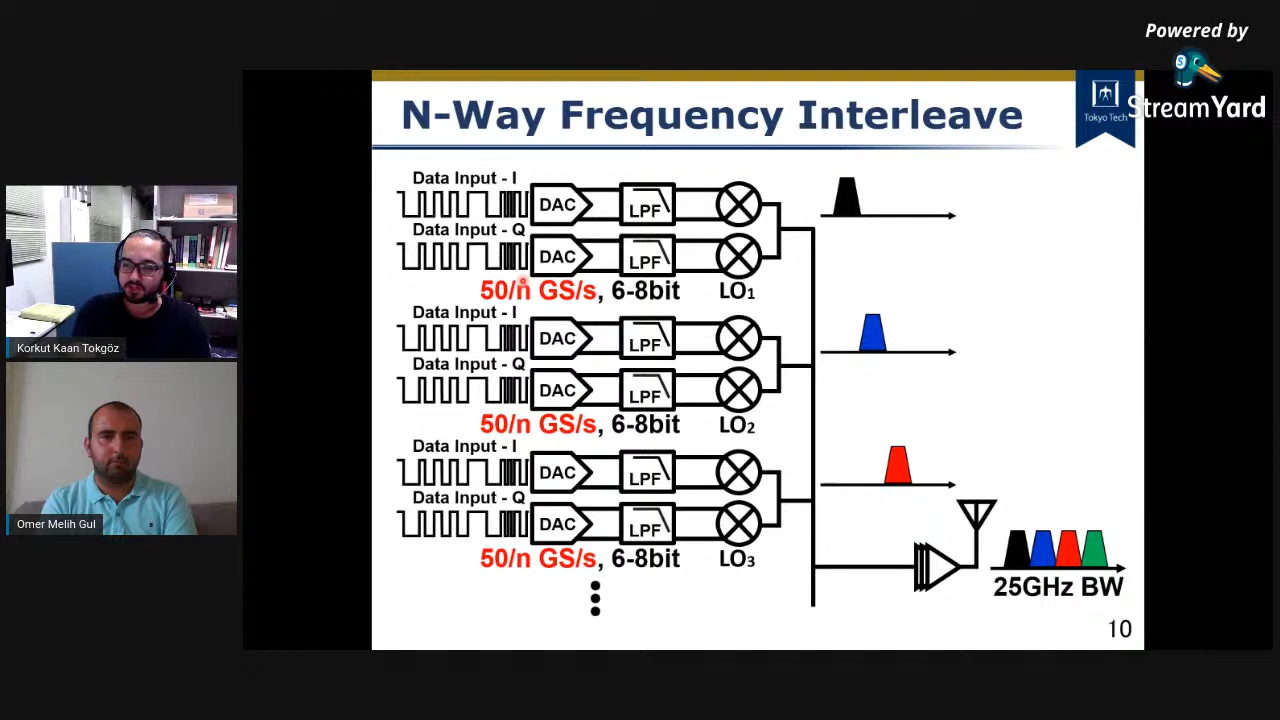 Powered by
StreamYard
N-Way Frequency Interleave
Tokyo Tech
Data Input - I
DAC
LPF
Data Input - Q
DAC
LPF
50/n GS/s, 6-8bit
LO1
Data Input - I
DAC
LPF
Data Input - Q
DAC
LPF
50/n GS/s, 6-8bit
LO2
Data Input - I
DAC
LPF
Data Input - Q
DAC
LPF
50/n GS/s, 6-8bit
LO3
25GHz BW
10
Korkut Kaan Tokgöz
Omer Melih Gul